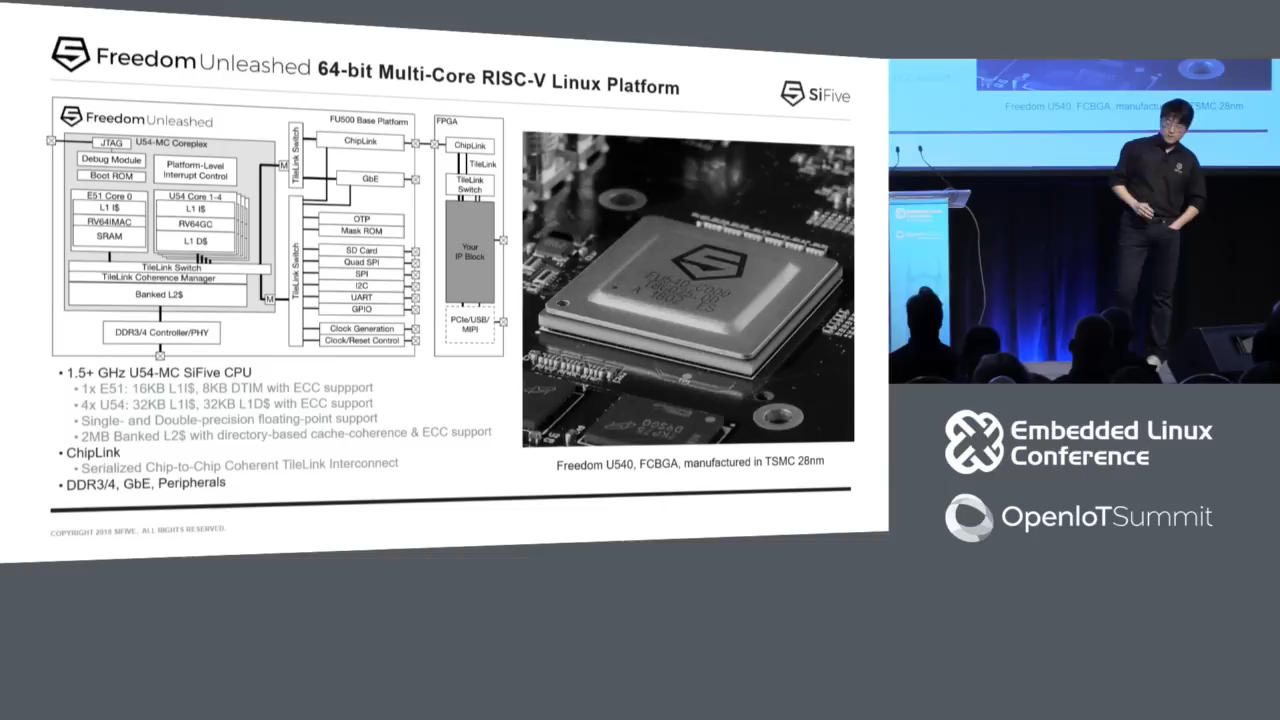 Freedom Unleashed 64-bit Multi-Core RISC-V Linux Platform
SiFive
Freedom Unleashed
FU500 Base Platform
FPGA
JTAG
U54-MC Coreplex
Debug Module
Boot ROM
Platform-Level
Interrupt Control
E51 Core 0
L1 I$
RV64IMAC
SRAM
U54 Core 1-4
L1 I$
RV64GC
L1 D$
TileLink Switch
TileLink Coherence Manager
Banked L2$
DDR3/4 Controller/PHY
M
M
TileLink Switch
TileLink Switch
ChipLink
GbE
OTP
Mask ROM
SD Card
Quad SPI
SPI
I2C
UART
GPIO
Clock Generation
Clock/Reset Control
ChipLink
TileLink
TileLink
Switch
Your
IP Block
PCIe/USB/
MIPI
• 1.5+ GHz U54-MC SiFive CPU
• 1x E51: 16KB L1I$, 8KB DTIM with ECC suppport
• 4x U54: 32KB L1I$, 32KB L1D$ with ECC support
• Single- and Double-precision floating-point support
• 2MB Banked L2$ with directory-based cache-coherence & ECC support
• ChipLink
• Serialized Chip-to-Chip Coherent TileLink Interconnect
• DDR3/4, GbE, Peripherals
Freedom U540, FCBGA, manufactured in TSMC 28nm
COPYRIGHT 2018 SIFIVE. ALL RIGHTS RESERVED.
Freedom U540, FCBGA, manufactu TSMC 28nm
Embedded Linux
Conference
OpenIoTSummit